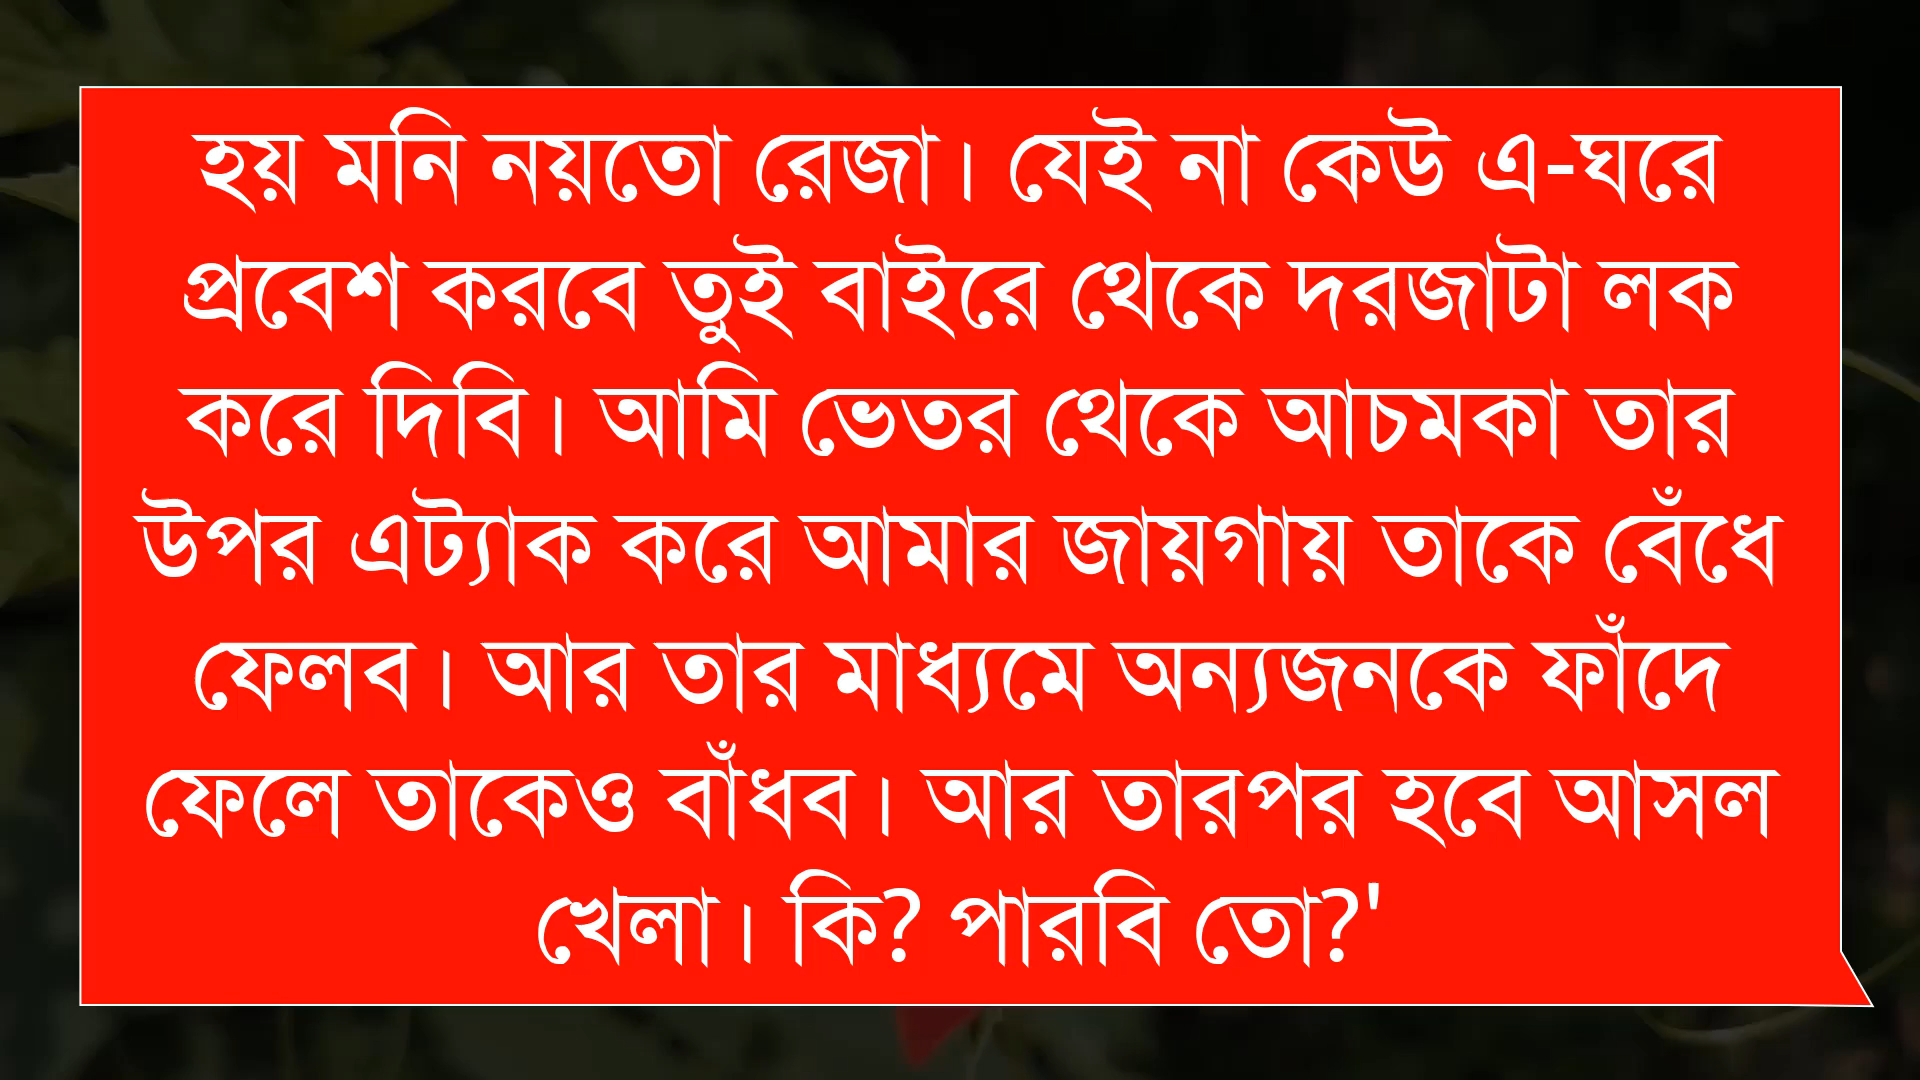 হয় মনি নয়তো রেজা। যেই না কেউ এ-ঘরে
প্রবেশ করবে তুই বাইরে থেকে দরজাটা লক
করে দিবি। আমি ভেতর থেকে আচমকা তার
উপর এট্যাক করে আমার জায়গায় তাকে বেঁধে
ফেলব। আর তার মাধ্যমে অন্যজনকে ফাঁদে
ফেলে তাকেও বাঁধব। আর তারপর হবে আসল
খেলা। কি? পারবি তো?'